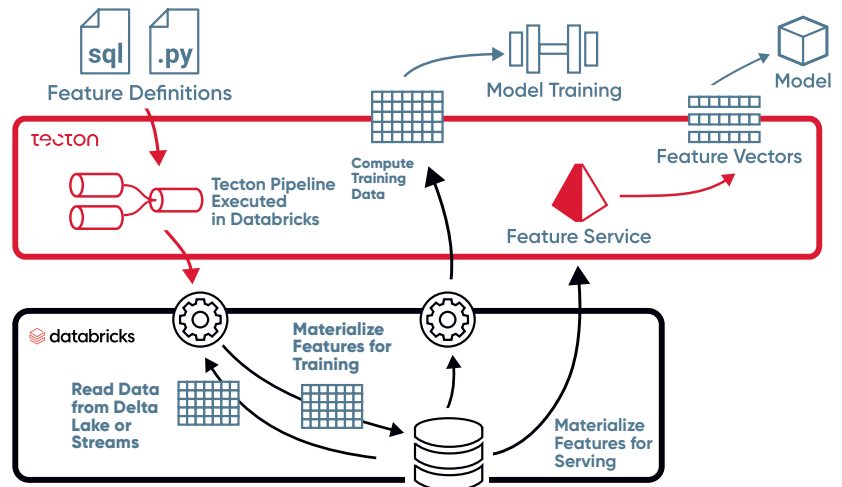 sql
.py
Feature Definitions
Model Training
Model
tecton
Compute
Training
Data
Feature Vectors
Tecton Pipeline
Executed
in Databricks
Feature Service
databricks
Materialize
Features for
Training
Read Data
from Delta
Lake or
Streams
Materialize
Features for
Serving